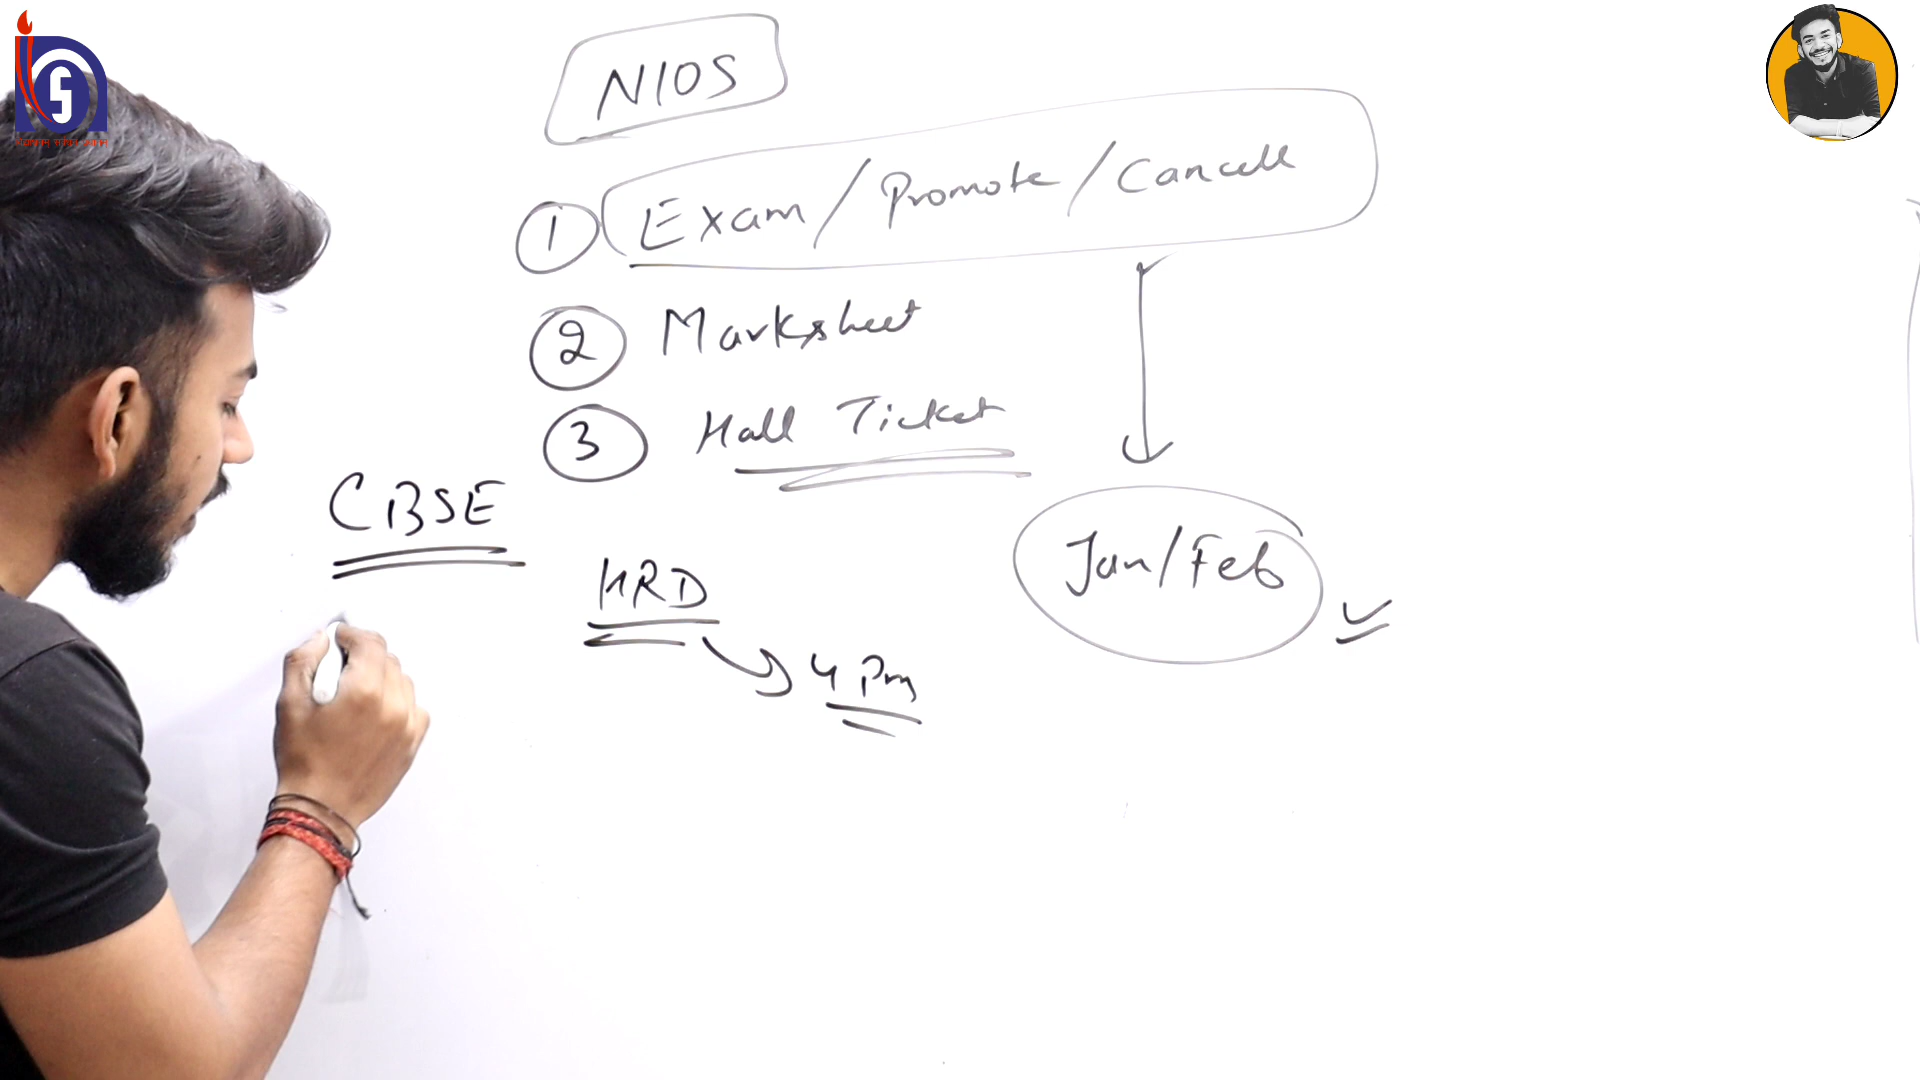 NIOS
① Exam / Promote / Cancell
② Marksheet
③ Hall Ticket
CBSE
HRD
4 Pm
Jan/Feb